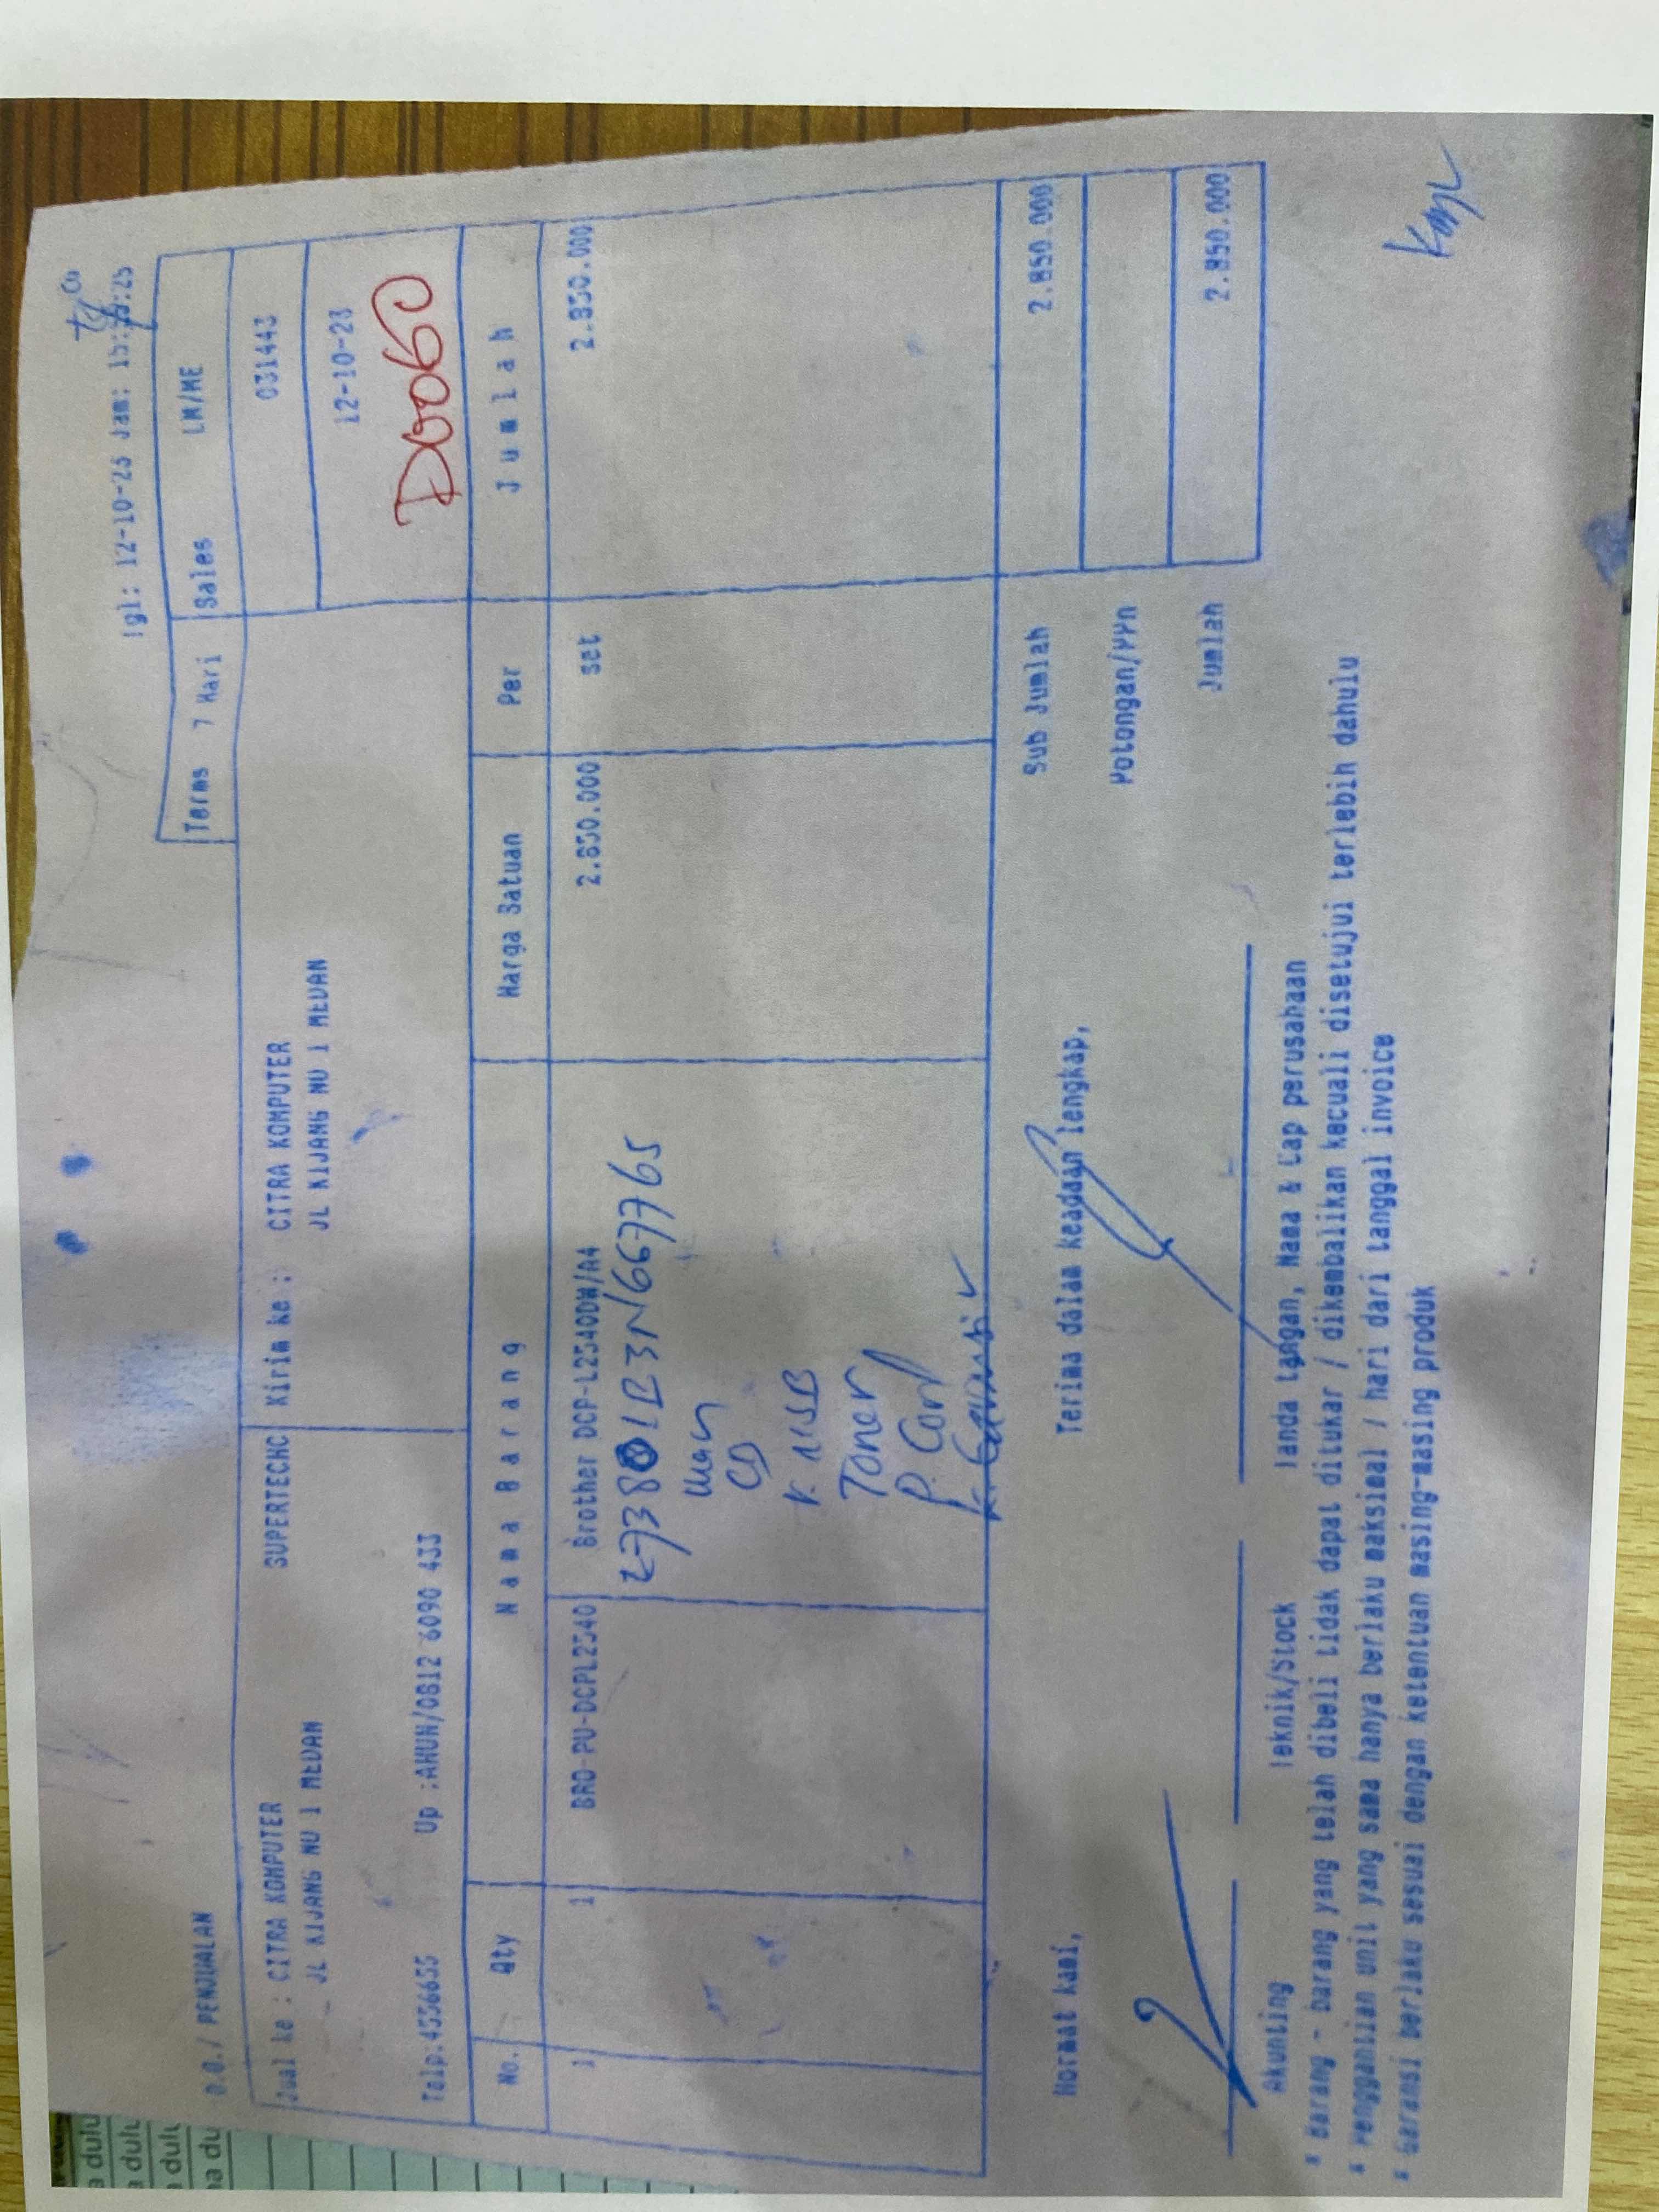 Tgl: 12-10-23 Jam: 15:
D.O./ PENJUALAN
Terms 7 Hari Sales LM/ME
Jual ke : CITRA KOMPUTER SUPERTECHC Kirim ke : CITRA KOMPUTER 031443
JL KIJANG NO 1 MEDAN JL KIJANG NO 1 MEDAN 12-10-23
Telp: Up :AHUN/0812 6090 433 D0060
No. Qty Nama Barang Harga Satuan Per Jumlah
1 1 BRO-PU-DCPL2540 Brother DCP-L2540DW/A4 2.850.000 set 2.850.000
Man
CD
K. USB
Toner
P. Cord
K. Garansi
Sub Jumlah 2.850.000
Potongan/PPn
Jumlah 2.850.000
Hormat kami, Terima dalam keadaan lengkap,
Akunting Teknik/Stock Tanda tangan, Nama & Cap perusahaan
* Barang - barang yang telah dibeli tidak dapat ditukar / dikembalikan kecuali disetujui terlebih dahulu
* Penggantian unit yang sama hanya berlaku maksimal 7 hari dari tanggal invoice
* Garansi berlaku sesuai dengan ketentuan masing-masing produk